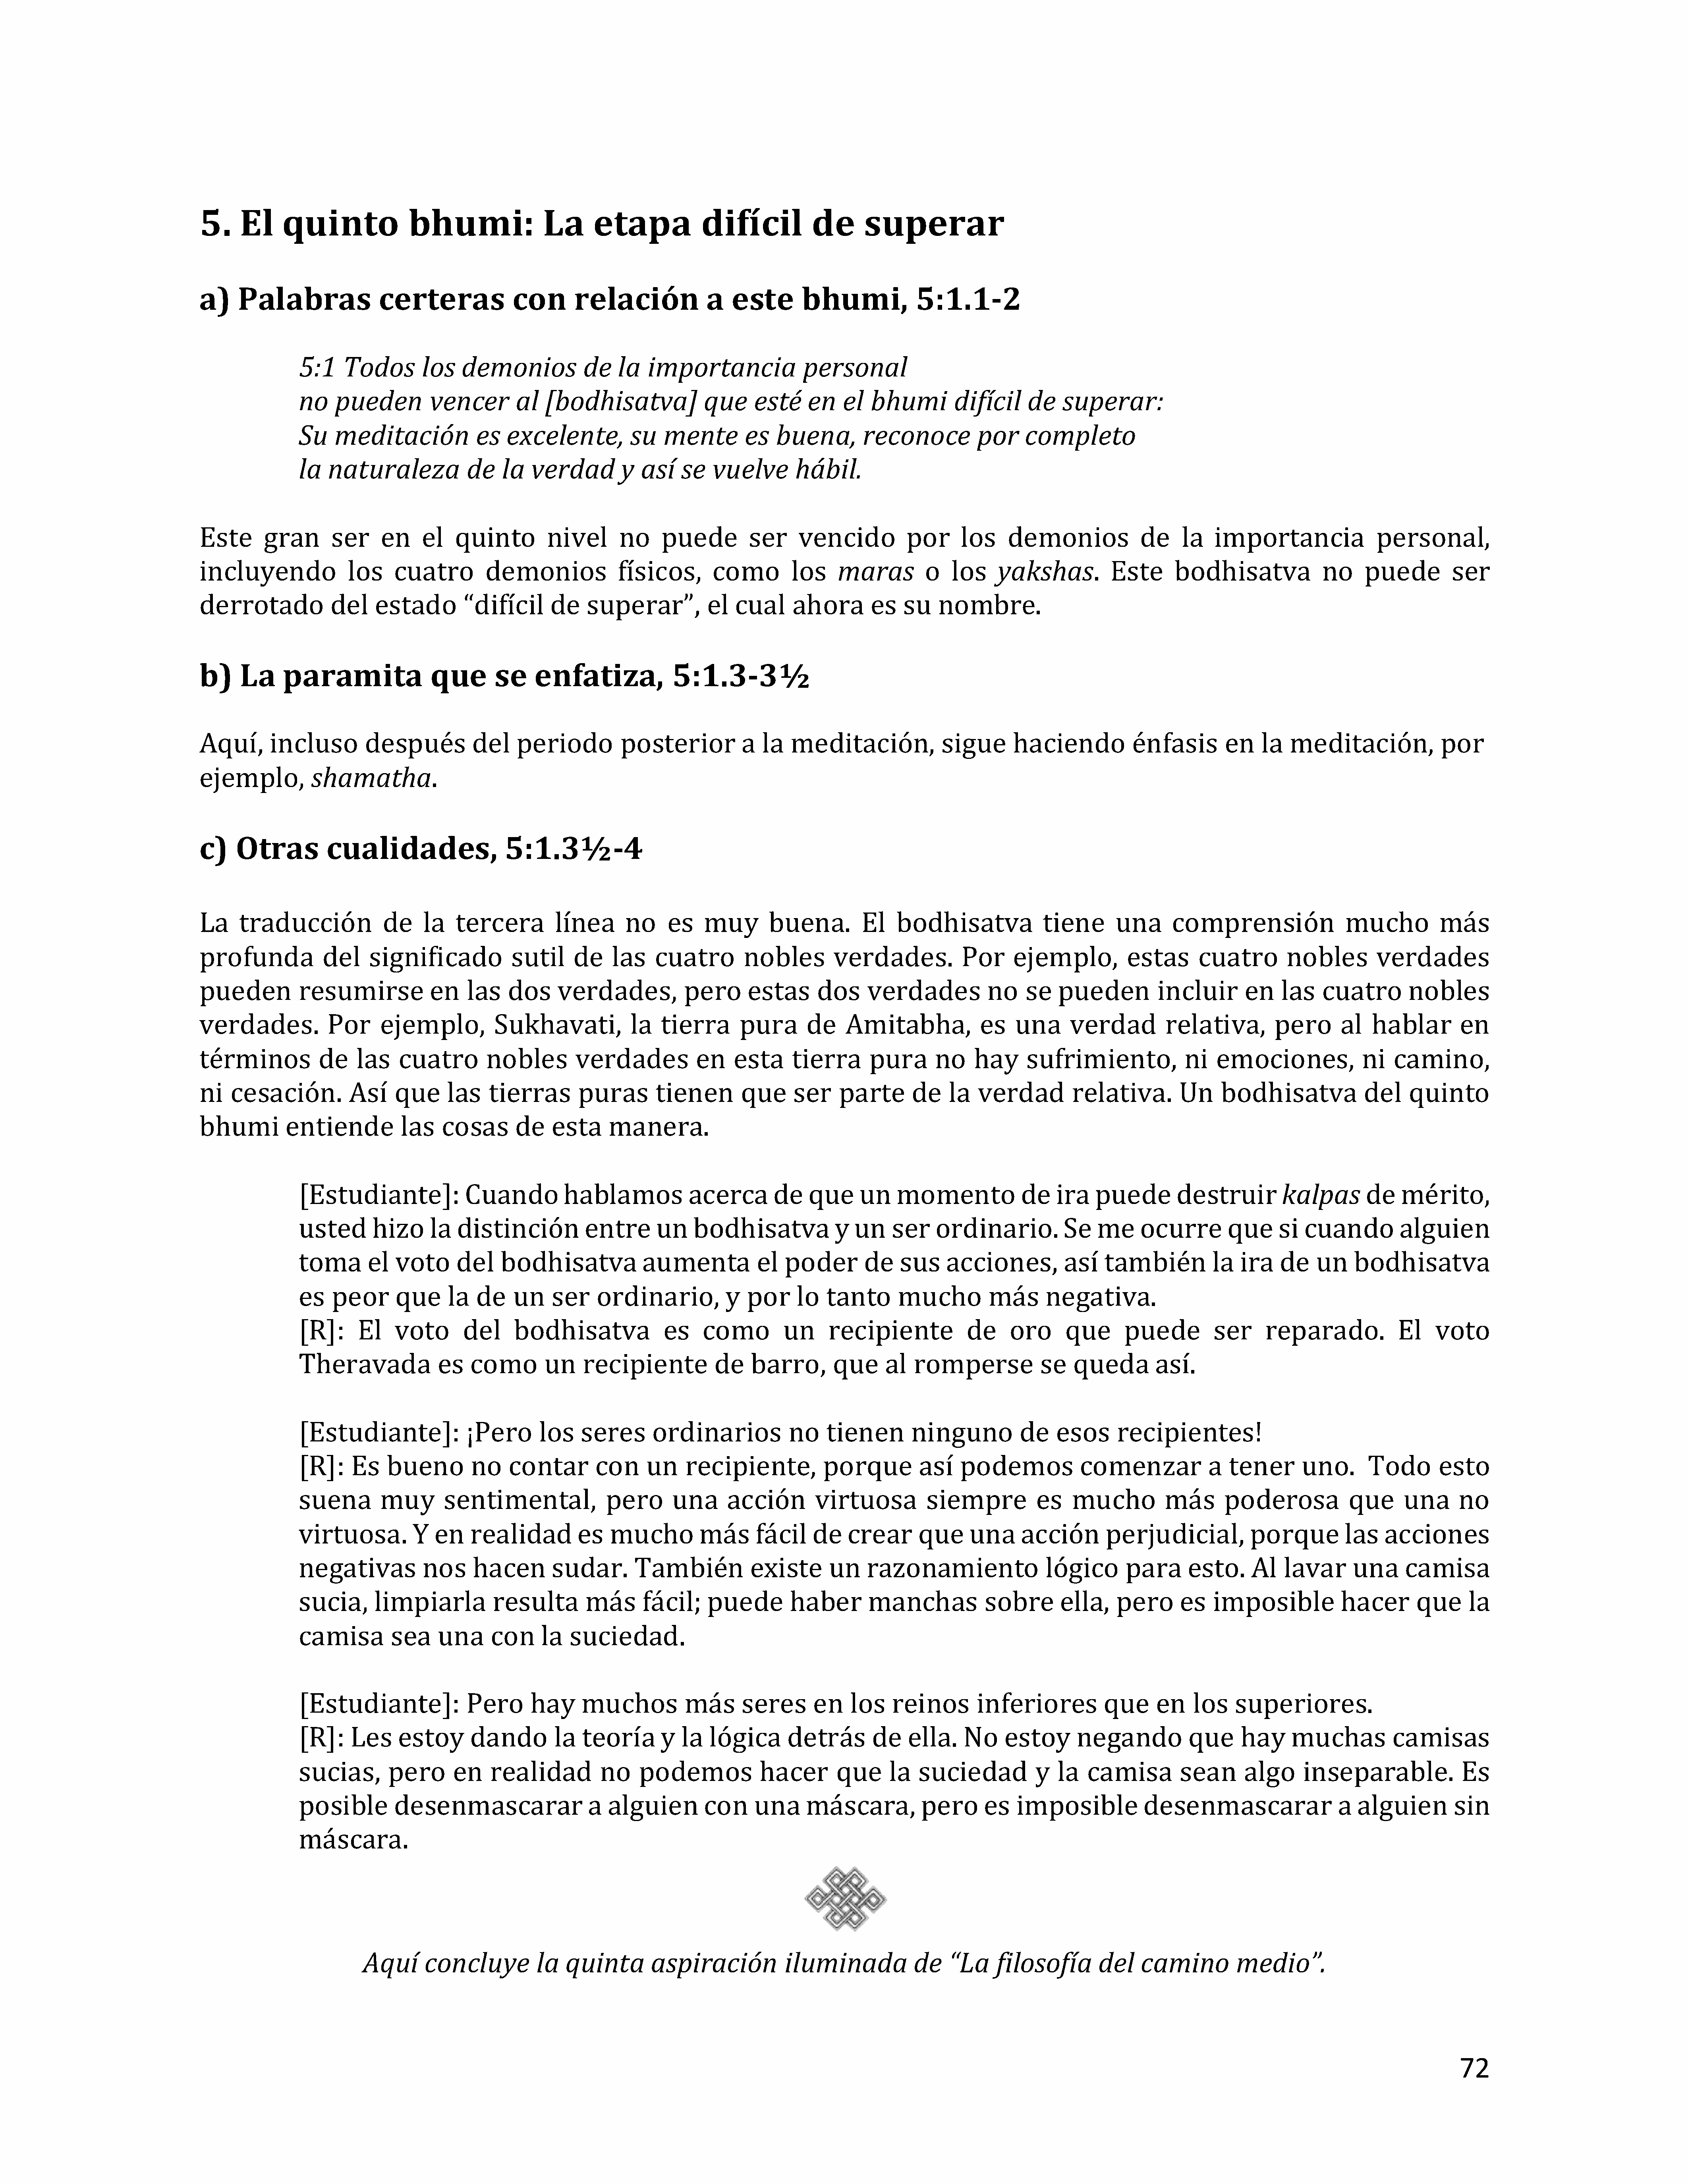 5. El quinto bhumi: La etapa difícil de superar
a) Palabras certeras con relación a este bhumi, 5:1.1-2
5:1 Todos los demonios de la importancia personal
no pueden vencer al [bodhisatva] que esté en el bhumi difícil de superar:
Su meditación es excelente, su mente es buena, reconoce por completo
la naturaleza de la verdad y así se vuelve hábil.
Este gran ser en el quinto nivel no puede ser vencido por los demonios de la importancia personal,
incluyendo los cuatro demonios físicos, como los maras o los yakshas. Este bodhisatva no puede ser
derrotado del estado “difícil de superar”, el cual ahora es su nombre.
b) La paramita que se enfatiza, 5:1.3-3½
Aquí, incluso después del periodo posterior a la meditación, sigue haciendo énfasis en la meditación, por
ejemplo, shamatha.
c) Otras cualidades, 5:1.3½-4
La traducción de la tercera línea no es muy buena. El bodhisatva tiene una comprensión mucho más
profunda del significado sutil de las cuatro nobles verdades. Por ejemplo, estas cuatro nobles verdades
pueden resumirse en las dos verdades, pero estas dos verdades no se pueden incluir en las cuatro nobles
verdades. Por ejemplo, Sukhavati, la tierra pura de Amitabha, es una verdad relativa, pero al hablar en
términos de las cuatro nobles verdades en esta tierra pura no hay sufrimiento, ni emociones, ni camino,
ni cesación. Así que las tierras puras tienen que ser parte de la verdad relativa. Un bodhisatva del quinto
bhumi entiende las cosas de esta manera.
[Estudiante]: Cuando hablamos acerca de que un momento de ira puede destruir kalpas de mérito,
usted hizo la distinción entre un bodhisatva y un ser ordinario. Se me ocurre que si cuando alguien
toma el voto del bodhisatva aumenta el poder de sus acciones, así también la ira de un bodhisatva
es peor que la de un ser ordinario, y por lo tanto mucho más negativa.
[R]: El voto del bodhisatva es como un recipiente de oro que puede ser reparado. El voto
Theravada es como un recipiente de barro, que al romperse se queda así.
[Estudiante]: ¡Pero los seres ordinarios no tienen ninguno de esos recipientes!
[R]: Es bueno no contar con un recipiente, porque así podemos comenzar a tener uno. Todo esto
suena muy sentimental, pero una acción virtuosa siempre es mucho más poderosa que una no
virtuosa. Y en realidad es mucho más fácil de crear que una acción perjudicial, porque las acciones
negativas nos hacen sudar. También existe un razonamiento lógico para esto. Al lavar una camisa
sucia, limpiarla resulta más fácil; puede haber manchas sobre ella, pero es imposible hacer que la
camisa sea una con la suciedad.
[Estudiante]: Pero hay muchos más seres en los reinos inferiores que en los superiores.
[R]: Les estoy dando la teoría y la lógica detrás de ella. No estoy negando que hay muchas camisas
sucias, pero en realidad no podemos hacer que la suciedad y la camisa sean algo inseparable. Es
posible desenmascarar a alguien con una máscara, pero es imposible desenmascarar a alguien sin
máscara.
Aquí concluye la quinta aspiración iluminada de “La filosofía del camino medio”.
72